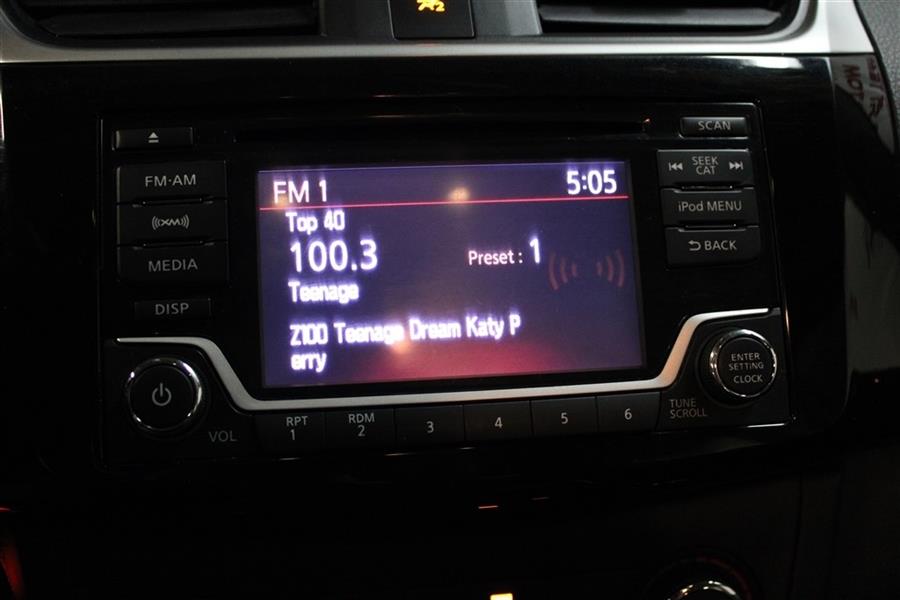 SCAN
FM·AM
SEEK
CAT
XM
iPod MENU
MEDIA
BACK
DISP
FM 1 5:05
Top 40
100.3 Preset : 1
Teenage
Z100 Teenage Dream Katy P
erry
ENTER
SETTING
CLOCK
TUNE
SCROLL
VOL
RPT RDM
1 2 3 4 5 6